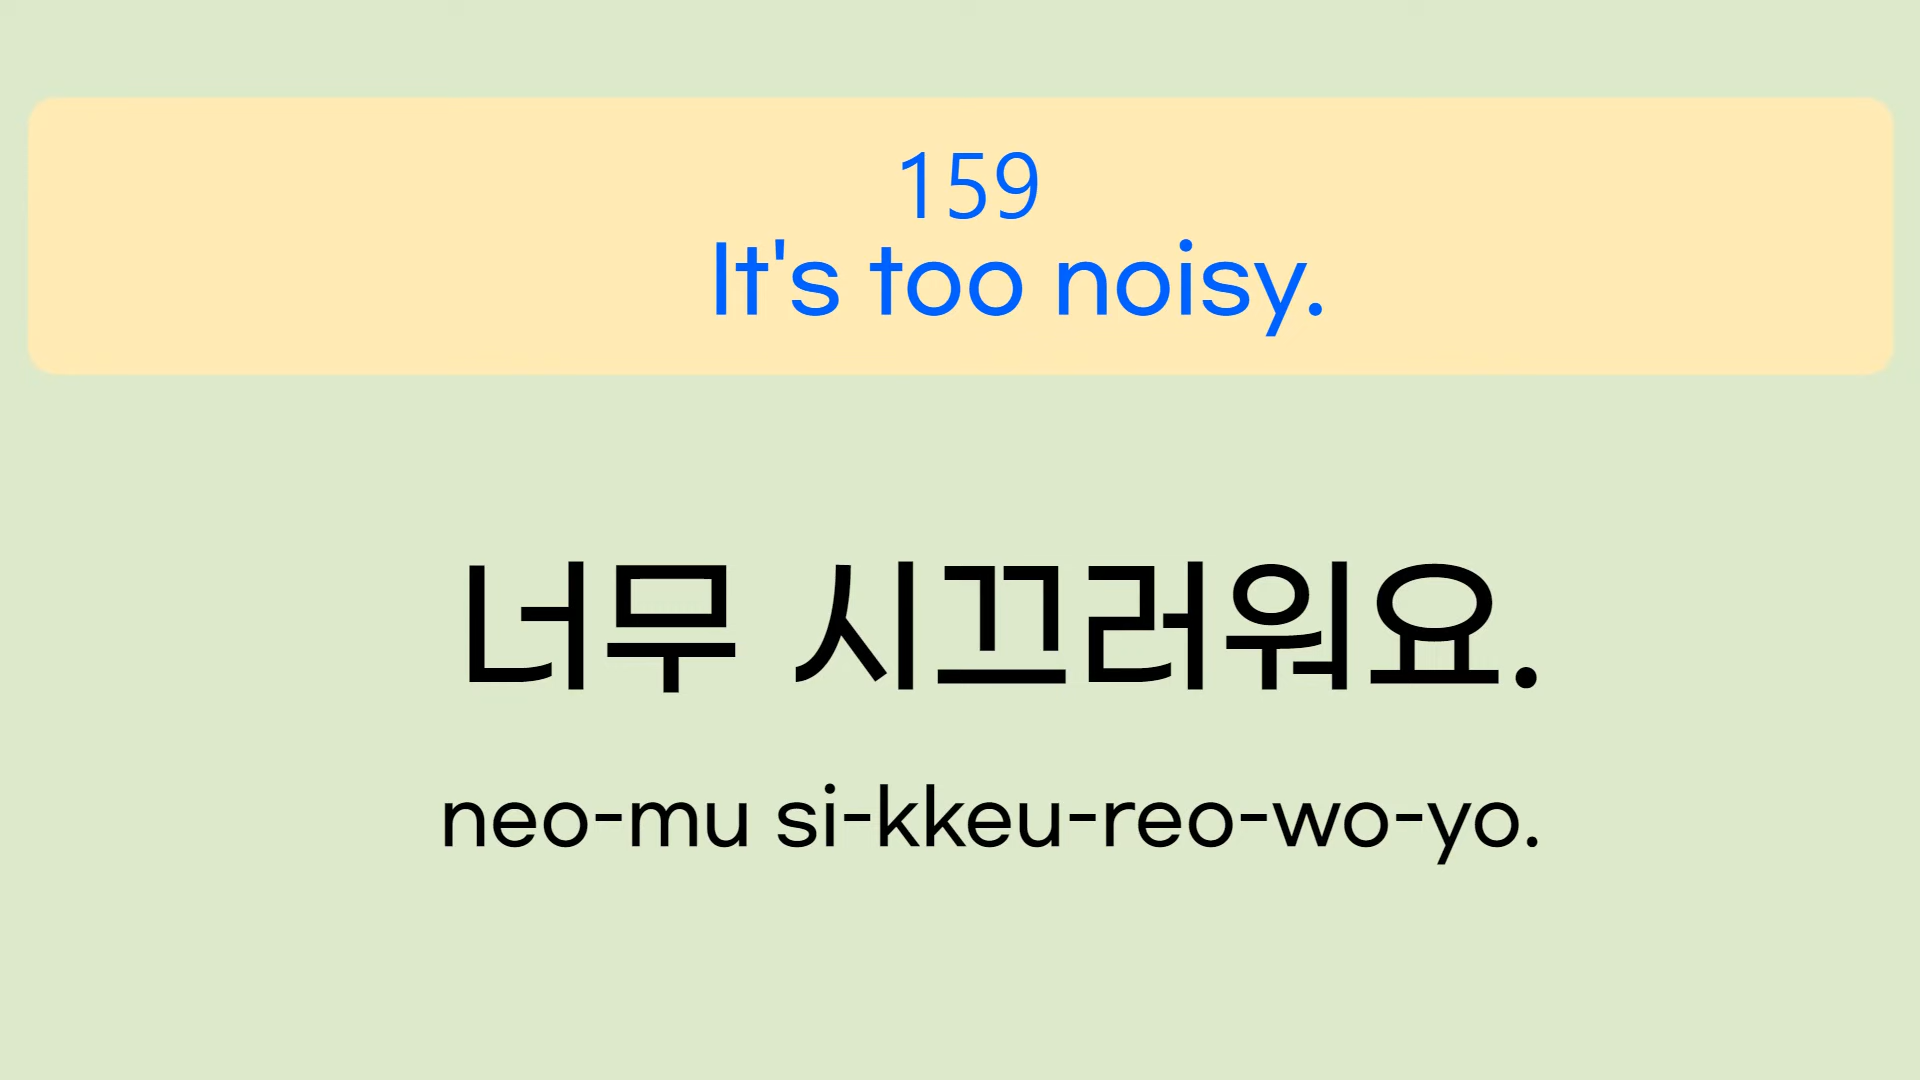 159
It's too noisy.
너무 시끄러워요.
neo-mu si-kkeu-reo-wo-yo.